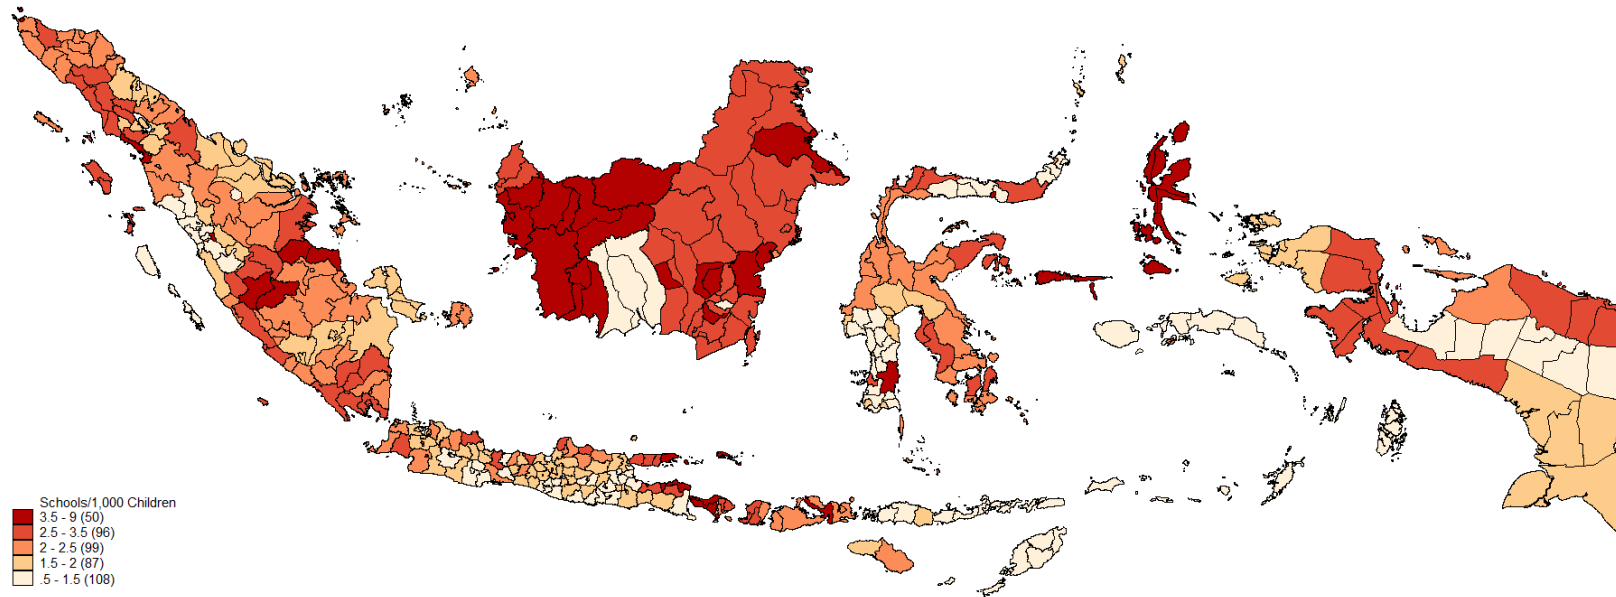 Schools/1,000 Children
3.5 - 9 (50)
2.5 - 3.5 (96)
2 - 2.5 (99)
1.5 - 2 (87)
.5 - 1.5 (108)